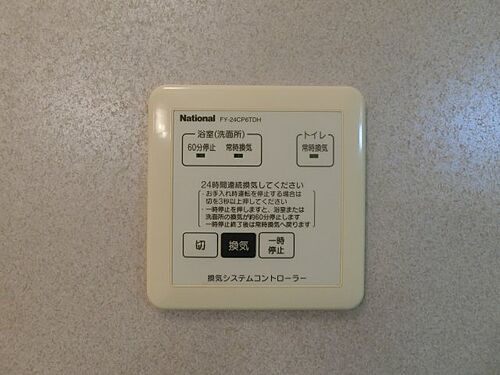 National FY-24CP6TDH
浴室(洗面所)
トイレ
60分停止 常時換気
常時換気
24時間連続換気してください
お手入れ時運転を停止する場合は
切を3秒以上押してください
一時停止を押しますと、浴室または
洗面所の換気が約60分停止します
一時停止終了後は常時換気へ戻ります
切
換気
一時
停止
換気システムコントローラー